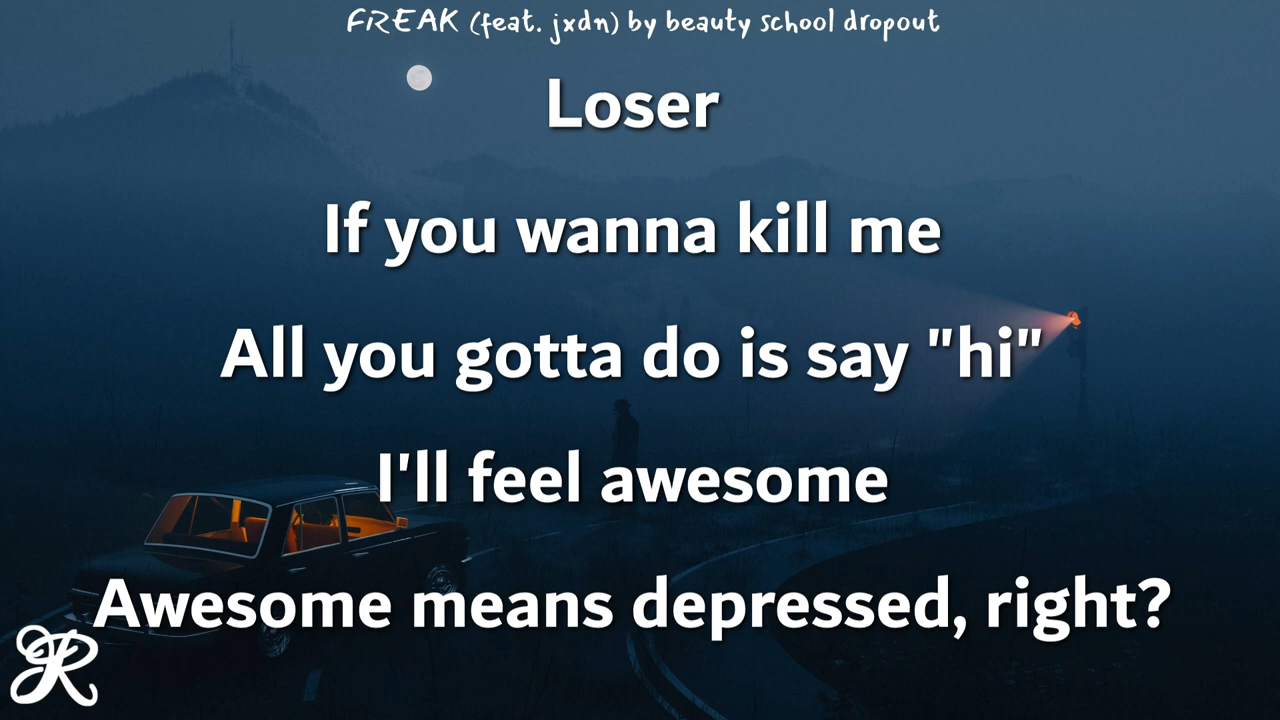 FREAK (feat. jxdn) by beauty school dropout
Loser
If you wanna kill me
All you gotta do is say "hi"
I'll feel awesome
Awesome means depressed, right?